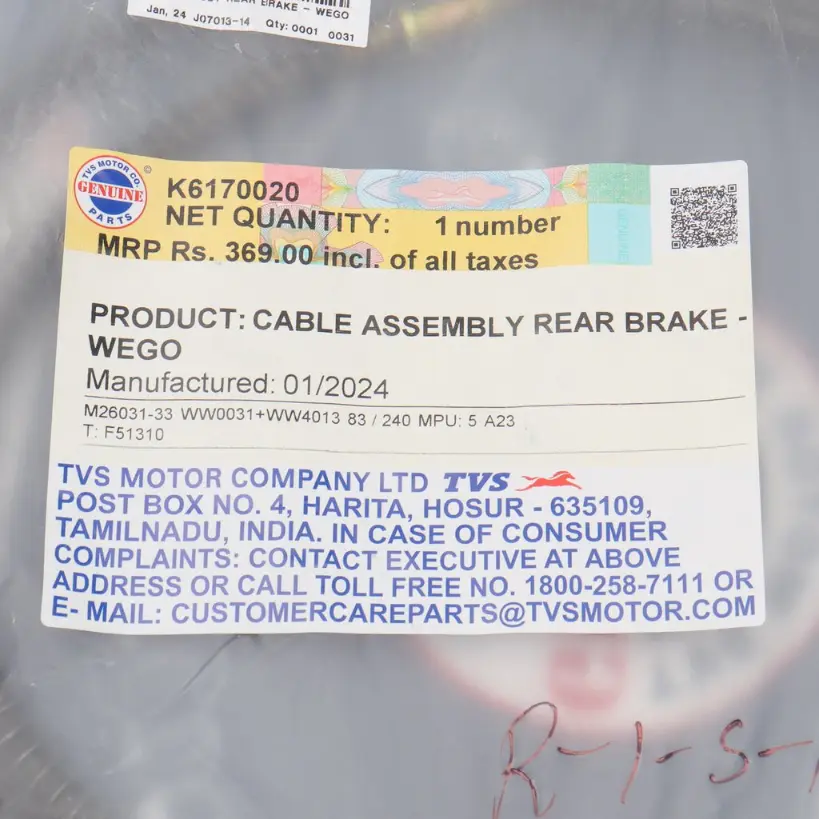 REAR BRAKE - WEGO
Jan, 24 J07013-14 Qty: 0001 0031
TVS MOTOR CO.
GENUINE
PARTS
©
K6170020
NET QUANTITY: 1 number
MRP Rs. 369.00 incl. of all taxes
PRODUCT: CABLE ASSEMBLY REAR BRAKE -
WEGO
Manufactured: 01/2024
M26031-33 WW0031+WW4013 83 / 240 MPU: 5 A23
T: F51310
TVS MOTOR COMPANY LTD TVS
POST BOX NO. 4, HARITA, HOSUR - 635109,
TAMILNADU, INDIA. IN CASE OF CONSUMER
COMPLAINTS: CONTACT EXECUTIVE AT ABOVE
ADDRESS OR CALL TOLL FREE NO. 1800-258-7111 OR
E- MAIL: CUSTOMERCAREPARTS@TVSMOTOR.COM
R-1-S-